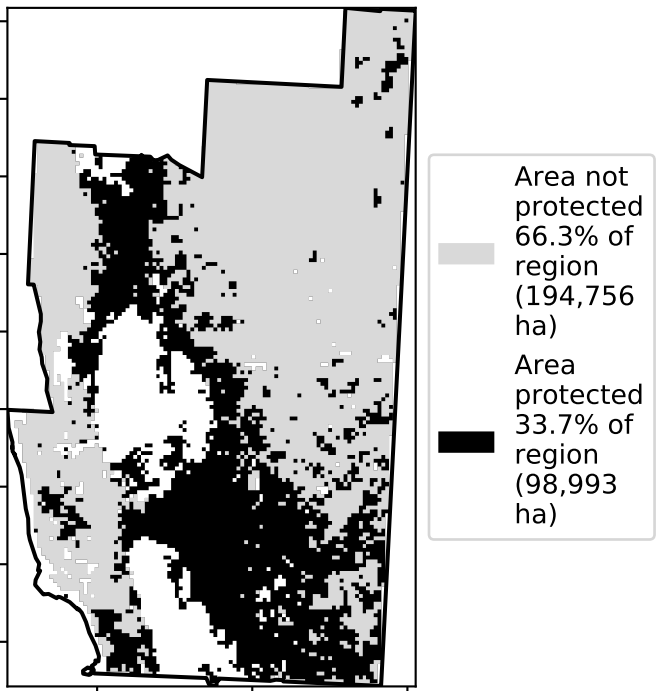 Area not
protected
66.3% of
region
(194,756
ha)
Area
protected
33.7% of
region
(98,993
ha)